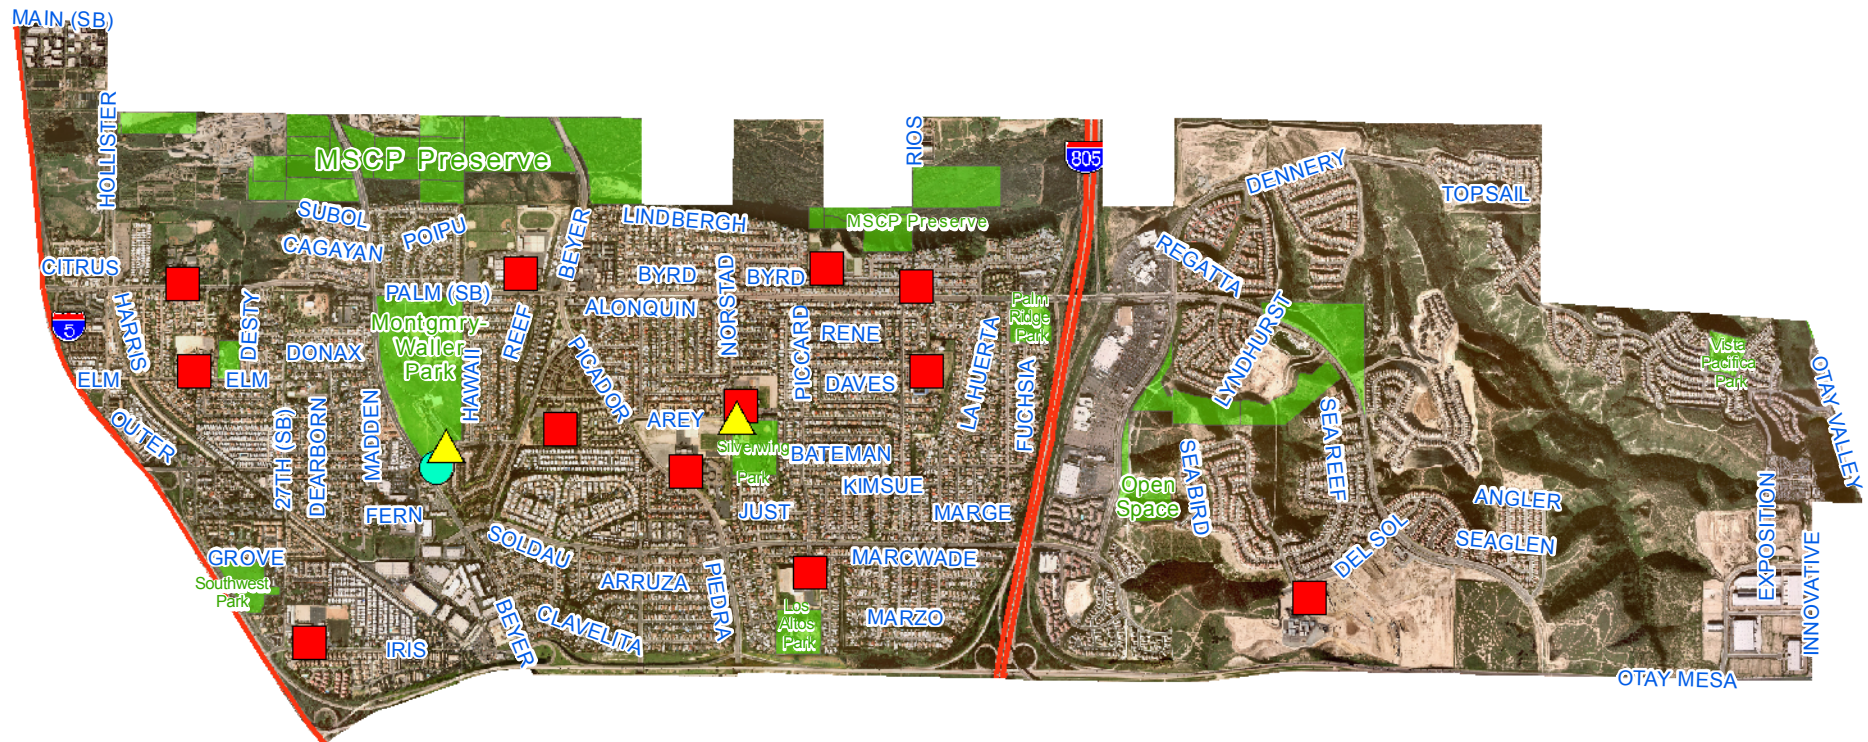 MAIN (SB)
HOLLISTER
RIOS
805
MSCP Preserve
DENNERY
TOPSAIL
SUBOL
POIPU
BEYER
LINDBERGH
MSCP Preserve
CAGAYAN
REGATTA
CITRUS
BYRD
NORSTAD
BYRD
PALM (SB)
ALONQUIN
Palm
Ridge
Park
LYNDHURST
5
HARRIS
DESTY
Montgmry-
Waller
Park
REEF
PICCARD
RENE
LA HUERTA
DONAX
HAWAII
PICADOR
Vista
Pacifica
Park
OTAY VALLEY
ELM
ELM
DAVES
FUCHSIA
OUTER
27TH (SB)
DEARBORN
MADDEN
AREY
SEAREEF
Silverwing
Park
BATEMAN
SEABIRD
KIMSUE
Open
Space
ANGLER
EXPOSITION
FERN
JUST
MARGE
SOLDAU
DEL SOL
SEAGLEN
INNOVATIVE
GROVE
MARCWADE
Southwest
Park
ARRUZA
PIEDRA
BEYER
CLAVELITA
Los
Altos
Park
MARZO
IRIS
OTAY MESA